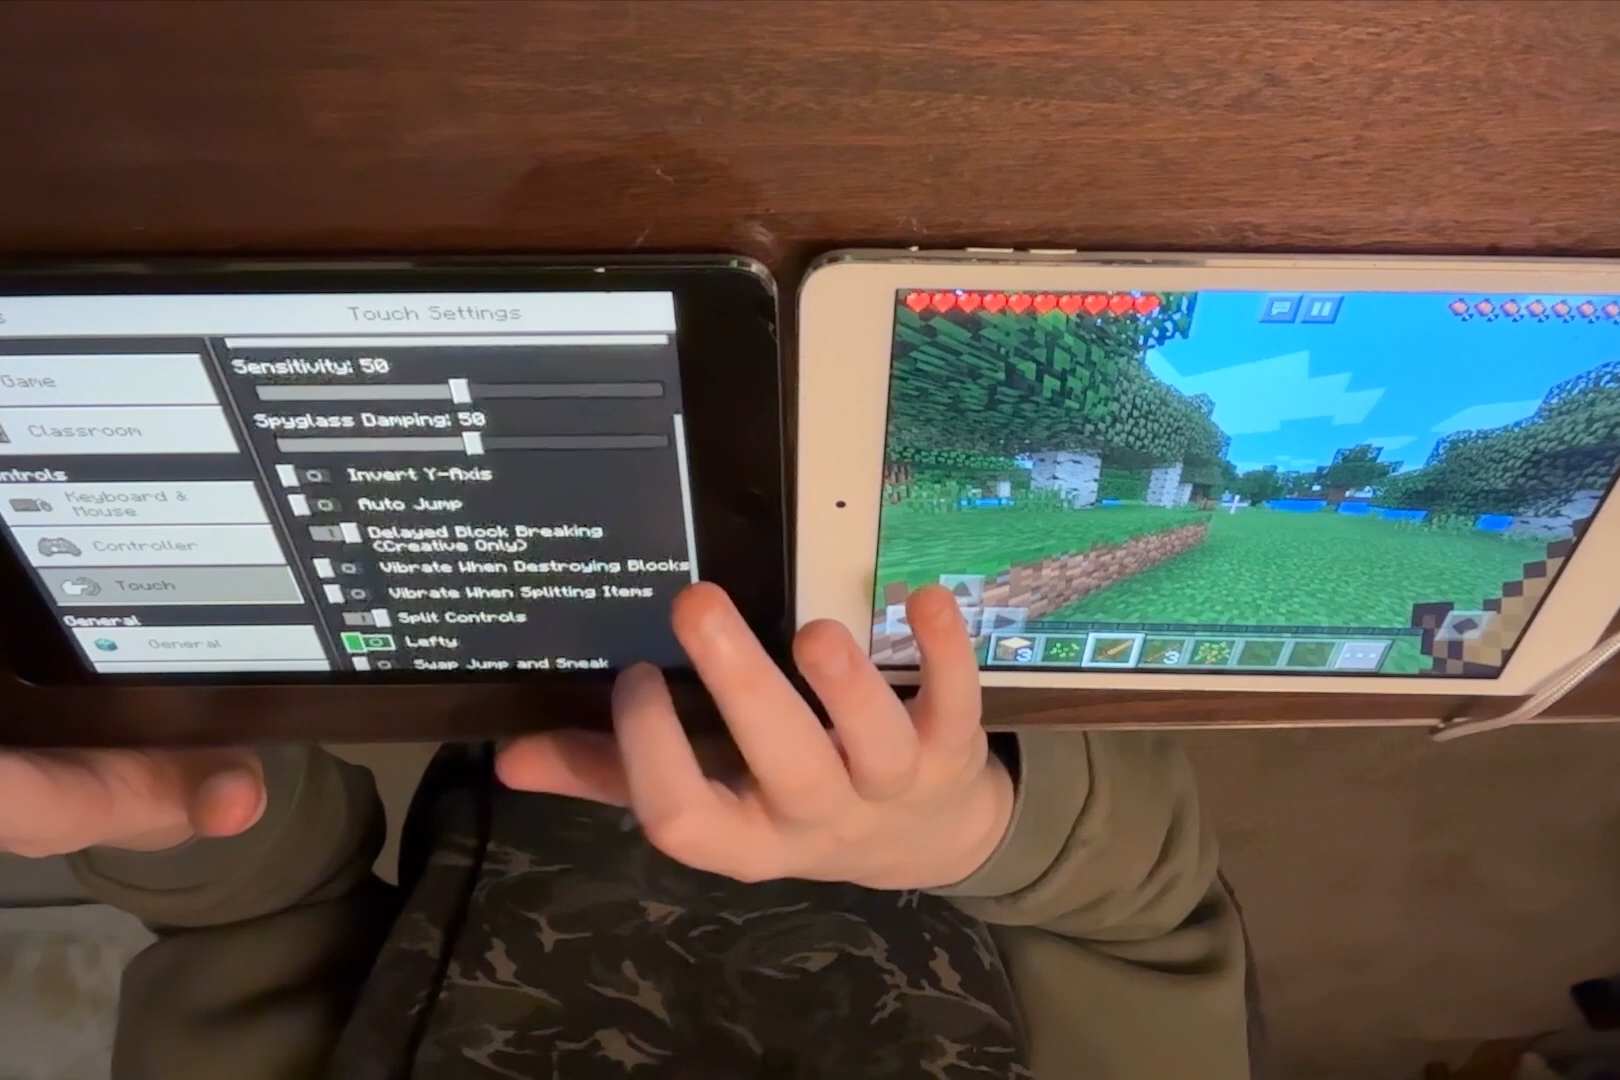 Touch Settings
Game
Classroom
Keyboard &
Mouse
Controller
Touch
General
General
Sensitivity: 50
Spyglass Damping: 50
Invert Y-Axis
Auto Jump
Delayed Block Breaking
(Creative Only)
Vibrate When Destroying Blocks
Vibrate When Splitting Items
Split Controls
Lefty
Swap Jump and Sneak
3
3